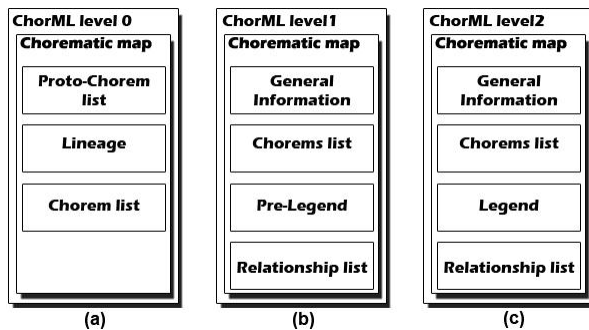 ChorML level 0
Chorematic map
Proto-Chorem
list
Lineage
Chorem list
(a)
ChorML level1
Chorematic map
General
Information
Chorems list
Pre-Legend
Relationship list
(b)
ChorML level2
Chorematic map
General
Information
Chorems list
Legend
Relationship list
(c)